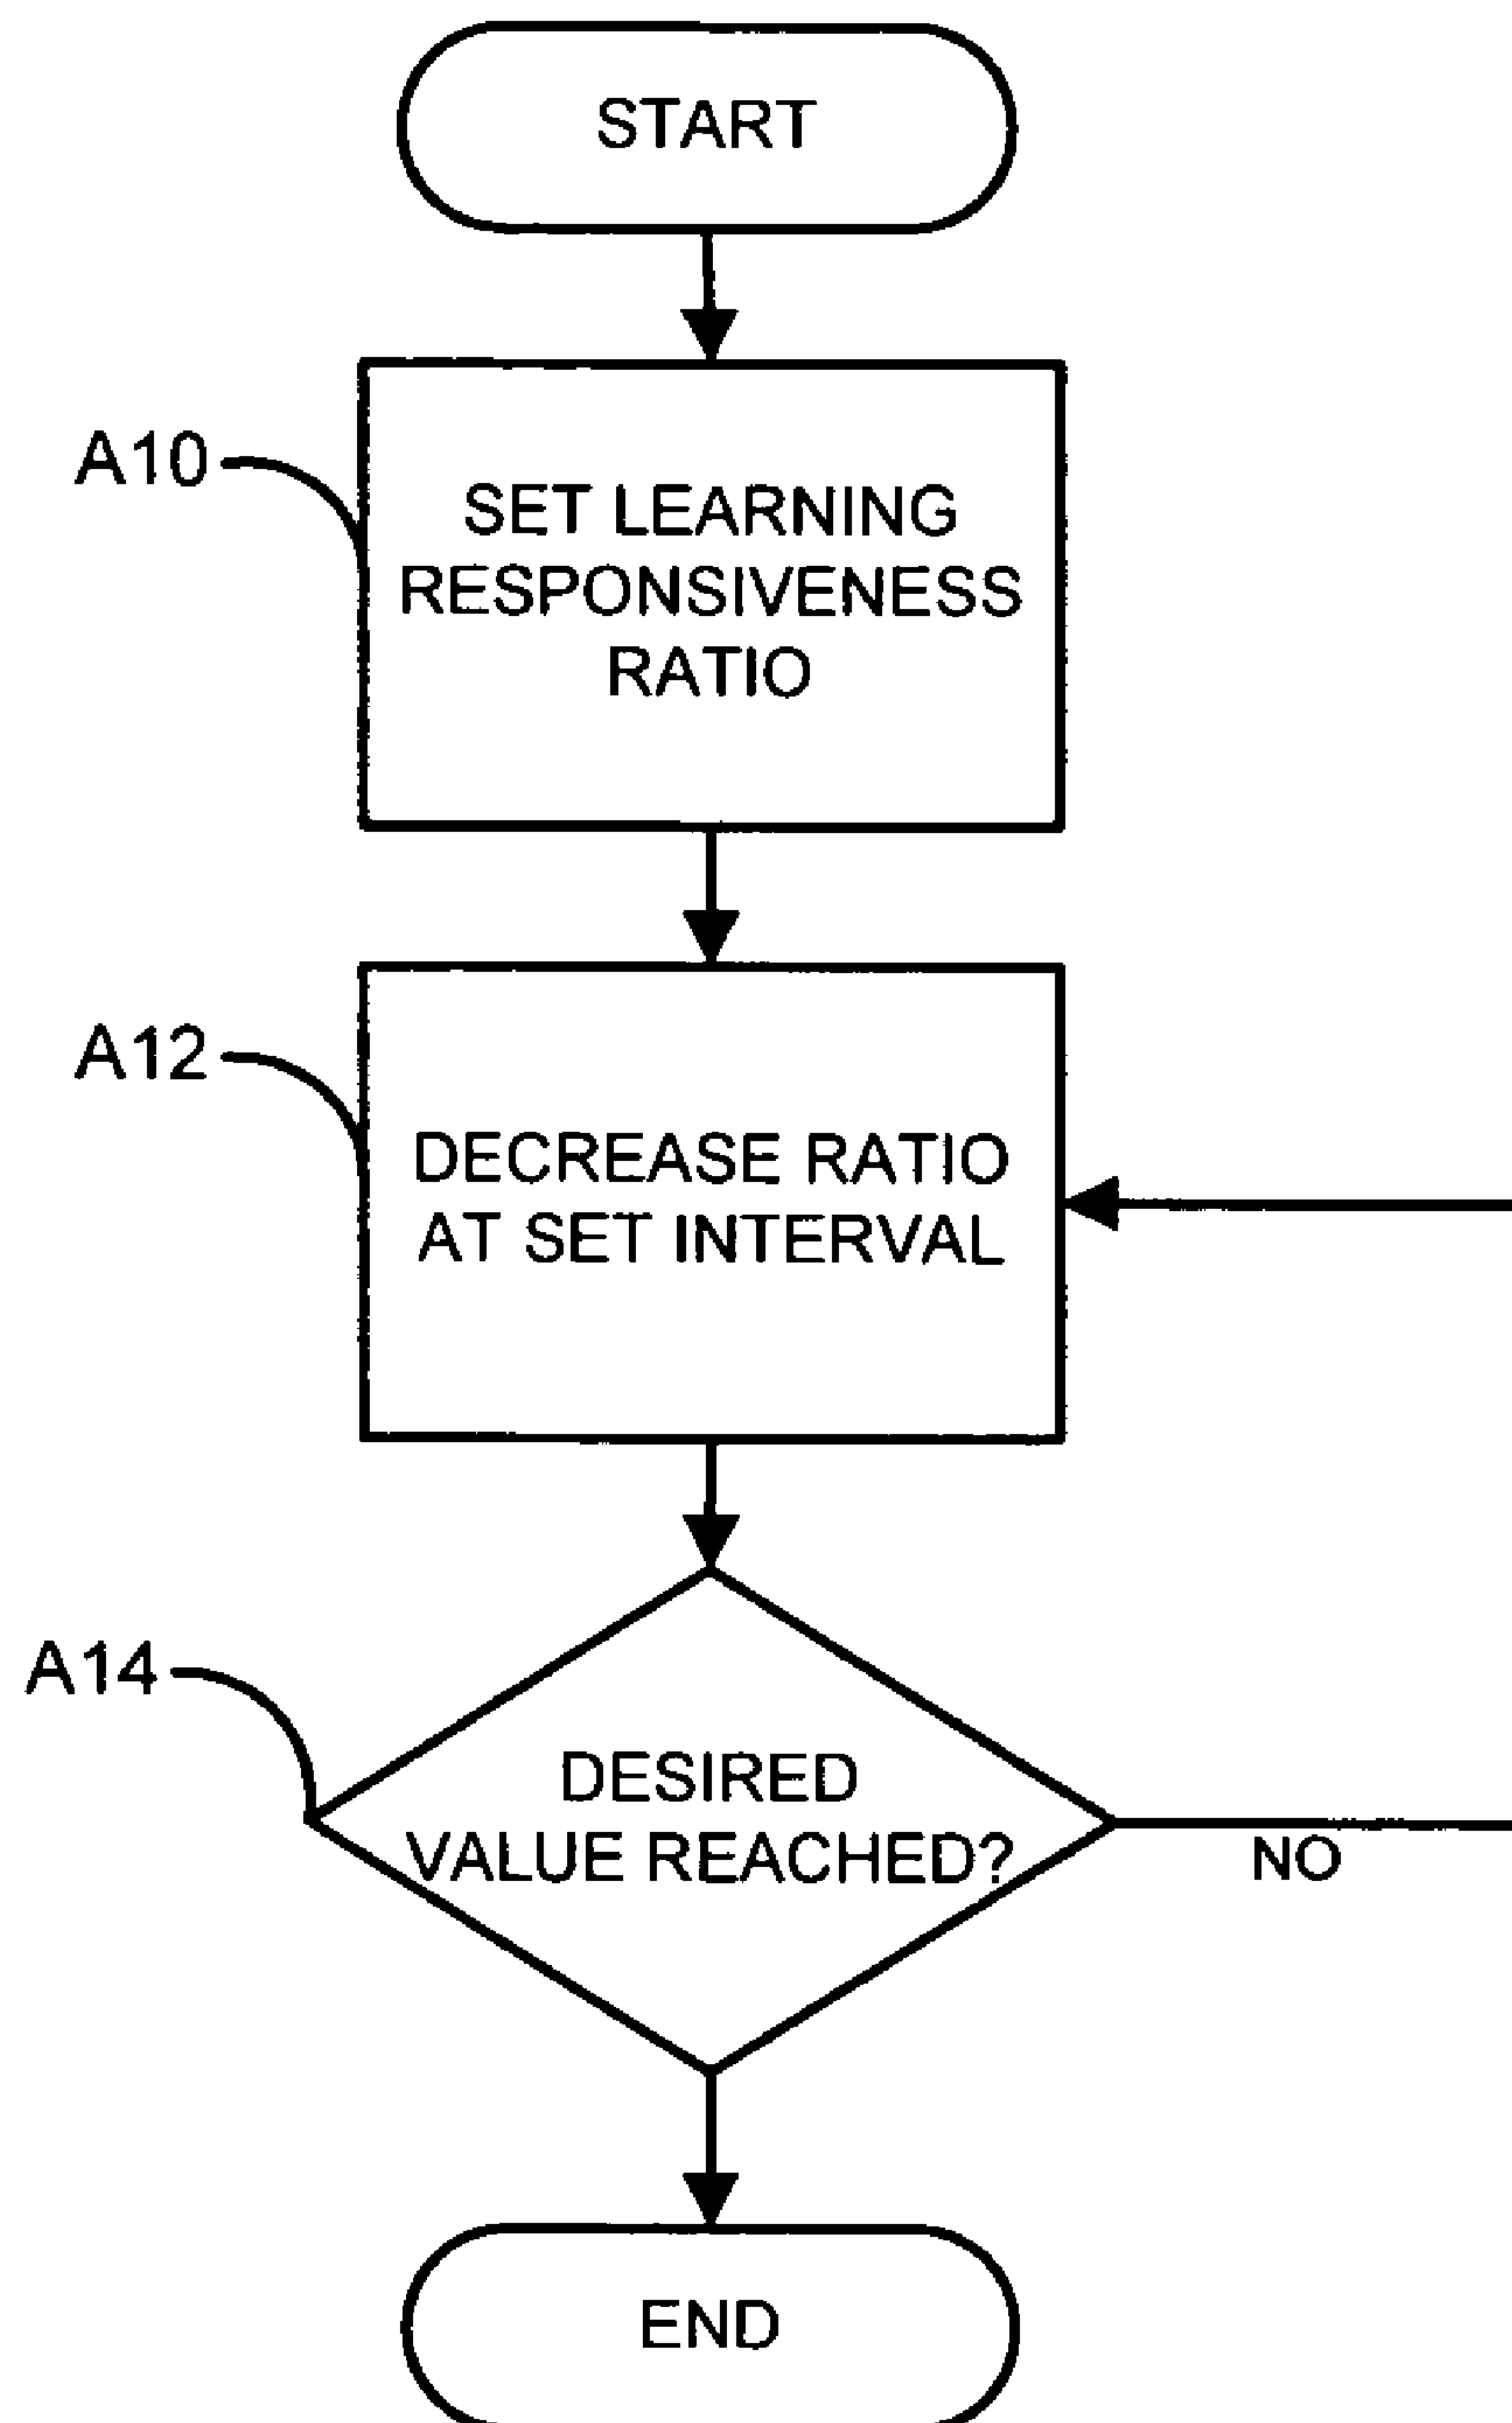 START
A10
SET LEARNING
RESPONSIVENESS
RATIO
A12
DECREASE RATIO
AT SET INTERVAL
A14
DESIRED
VALUE REACHED?
NO
END